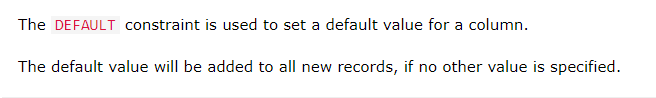 The DEFAULT constraint is used to set a default value for a column.
The default value will be added to all new records, if no other value is specified.